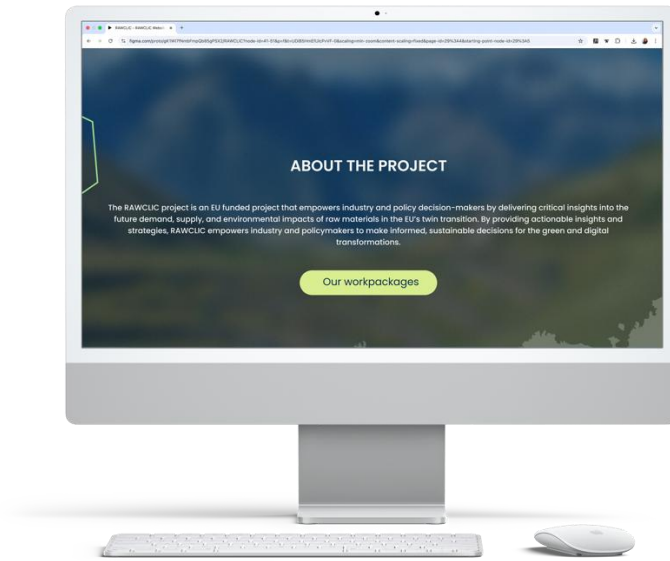 ABOUT THE PROJECT
The RAWCLIC project is an EU funded project that empowers industry and policy decision-makers by delivering critical insights into the
future demand, supply, and environmental impacts of raw materials in the EU's twin transition. By providing actionable insights and
strategies, RAWCLIC empowers industry and policymakers to make informed, sustainable decisions for the green and digital
transformations.
Our workpackages